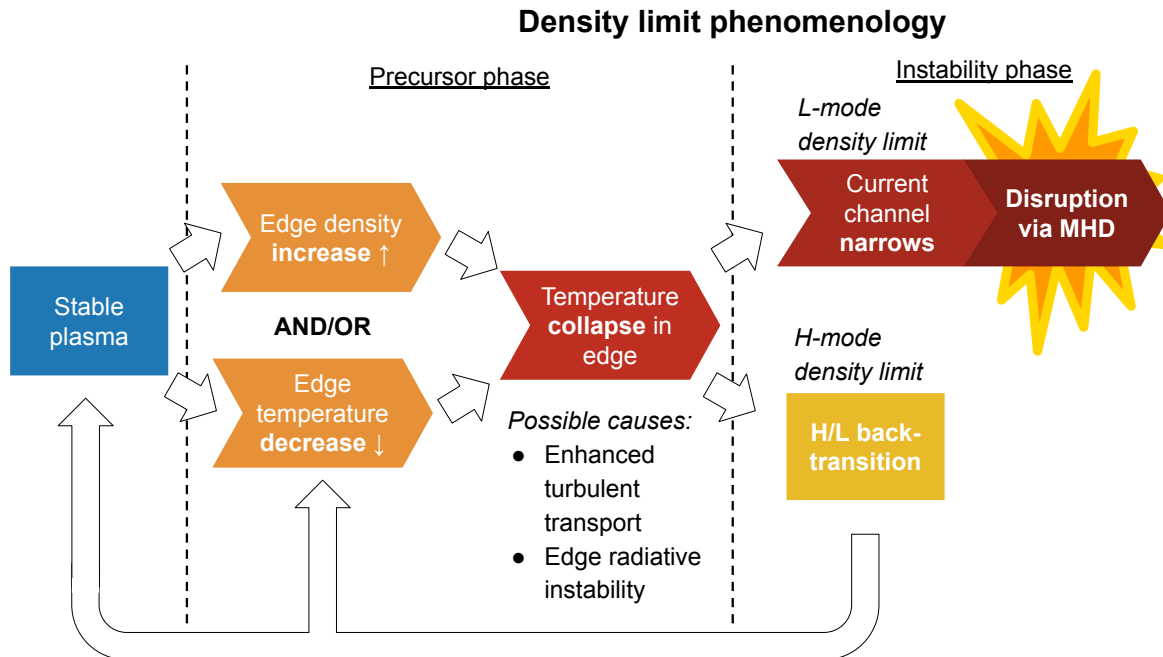 Density limit phenomenology
Precursor phase
Instability phase
L-mode
density limit
Edge density
increase ↑
Current
channel
narrows
Disruption
via MHD
Stable
plasma
AND/OR
Temperature
collapse in
edge
Edge
temperature
decrease ↓
H-mode
density limit
H/L back-
transition
Possible causes:
● Enhanced
turbulent
transport
● Edge radiative
instability